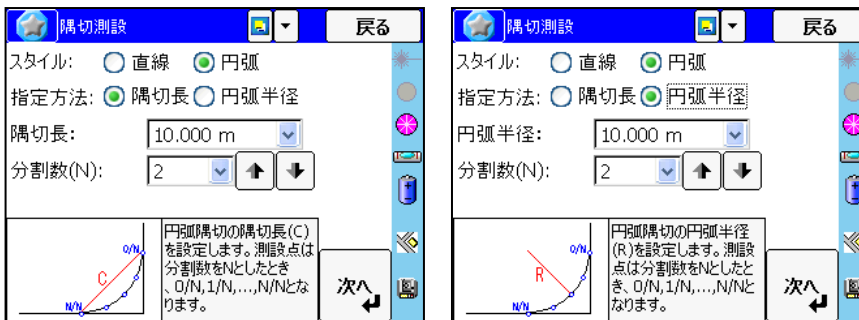 隅切測設
戻る
スタイル: 直線 円弧
指定方法: 隅切長 円弧半径
隅切長: 10.000 m
分割数(N): 2
0/N
C
N/N
円弧隅切の隅切長(C)
を設定します。測設点は
分割数をNとしたとき
、0/N,1/N,...,N/Nとな
ります。
次へ
隅切測設
戻る
スタイル: 直線 円弧
指定方法: 隅切長 円弧半径
円弧半径: 10.000 m
分割数(N): 2
0/N
R
N/N
円弧隅切の円弧半径
(R)を設定します。測設
点は分割数をNとしたと
き、0/N,1/N,...,N/Nと
なります。
次へ